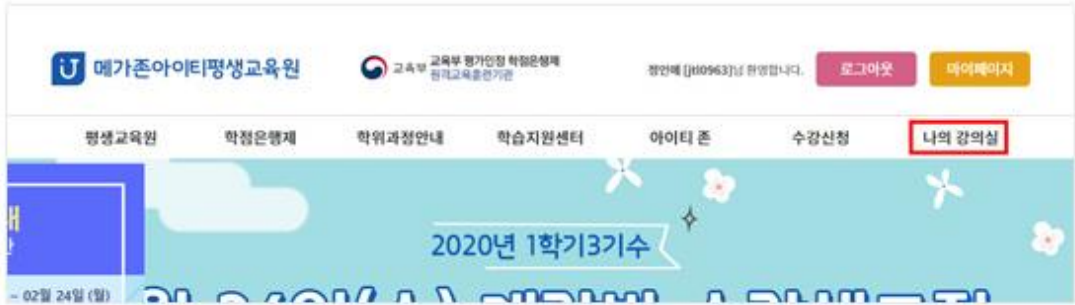 메가존아이티평생교육원
교육부 교육부 평가인정 학점은행제
원격교육훈련기관
[jtl0963]님 환영합니다.
로그아웃
마이페이지
평생교육원 학점은행제 학위과정안내 학습지원센터 아이티 존 수강신청 나의 강의실
2020년 1학기3기수
~ 02월 24일 (월)